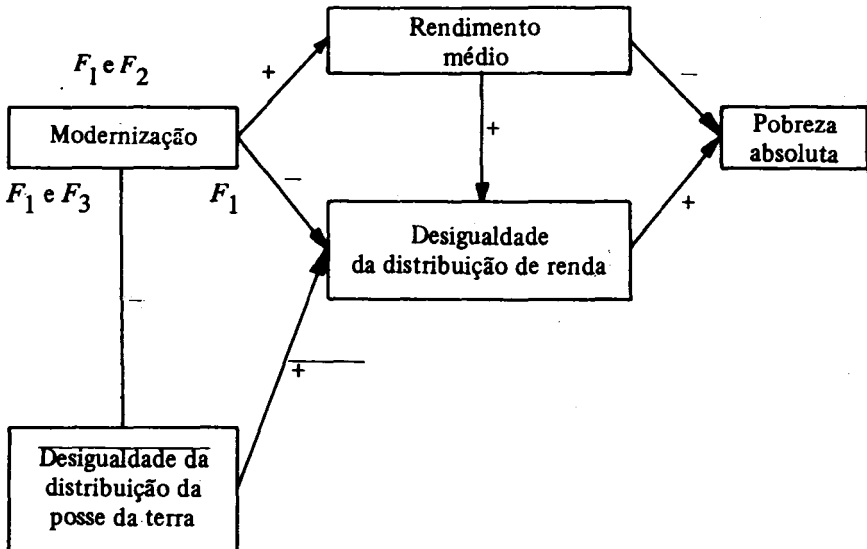 Rendimento
médio
F1 e F2
+
−
Modernização
Pobreza
absoluta
+
F1 e F3
F1
−
+
Desigualdade
da distribuição de renda
−
+
Desigualdade da
distribuição da
posse da terra